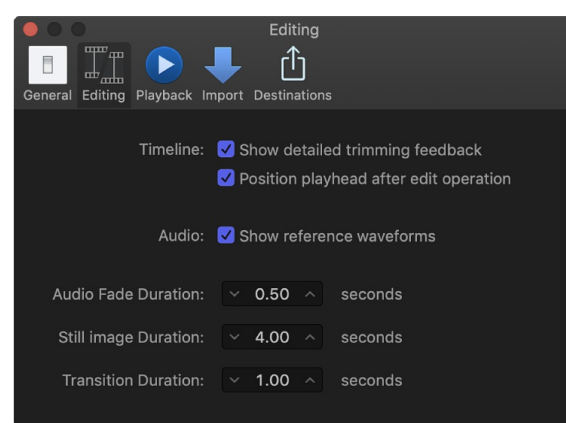 Editing
General Editing Playback Import Destinations
Timeline: Show detailed trimming feedback
Position playhead after edit operation
Audio: Show reference waveforms
Audio Fade Duration: 0.50 seconds
Still image Duration: 4.00 seconds
Transition Duration: 1.00 seconds